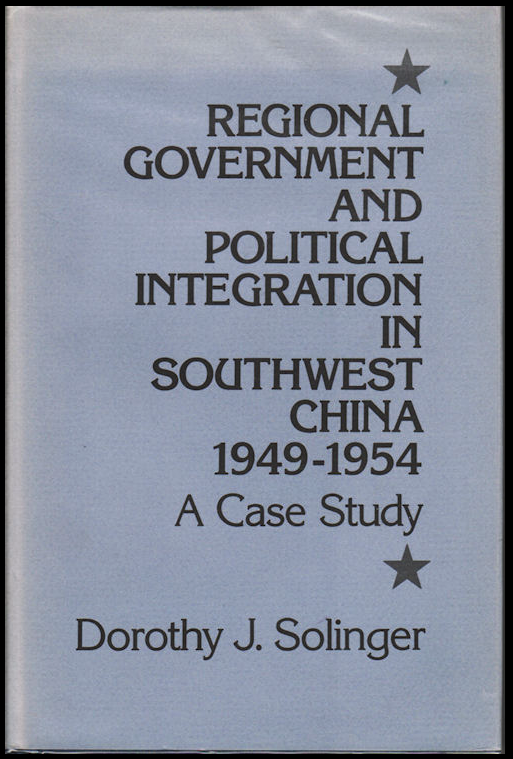 REGIONAL
GOVERNMENT
AND
POLITICAL
INTEGRATION
IN
SOUTHWEST
CHINA
1949-1954
A Case Study
Dorothy J. Solinger